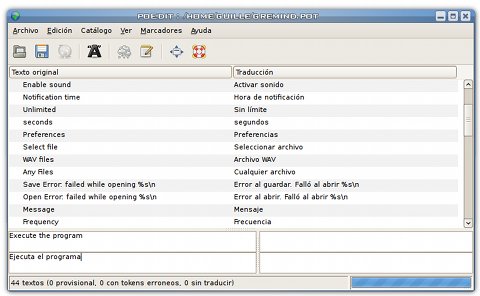 POEDIT : /HOME/GUILLE/GREMIND.POT
Archivo Edición Catálogo Ver Marcadores Ayuda
Texto original Traducción
Enable sound Activar sonido
Notification time Hora de notificación
Unlimited Sin límite
seconds segundos
Preferences Preferencias
Select file Seleccionar archivo
WAV files Archivo WAV
Any files Cualquier archivo
Save Error: failed while opening %s\n Error al guardar. Falló al abrir %s\n
Open Error: failed while opening %s\n Error al abrir. Falló al abrir %s\n
Message Mensaje
Frequency Frecuencia
Execute the program
Ejecuta el programa
44 textos (0 provisional, 0 con tokens erroneos, 0 sin traducir)